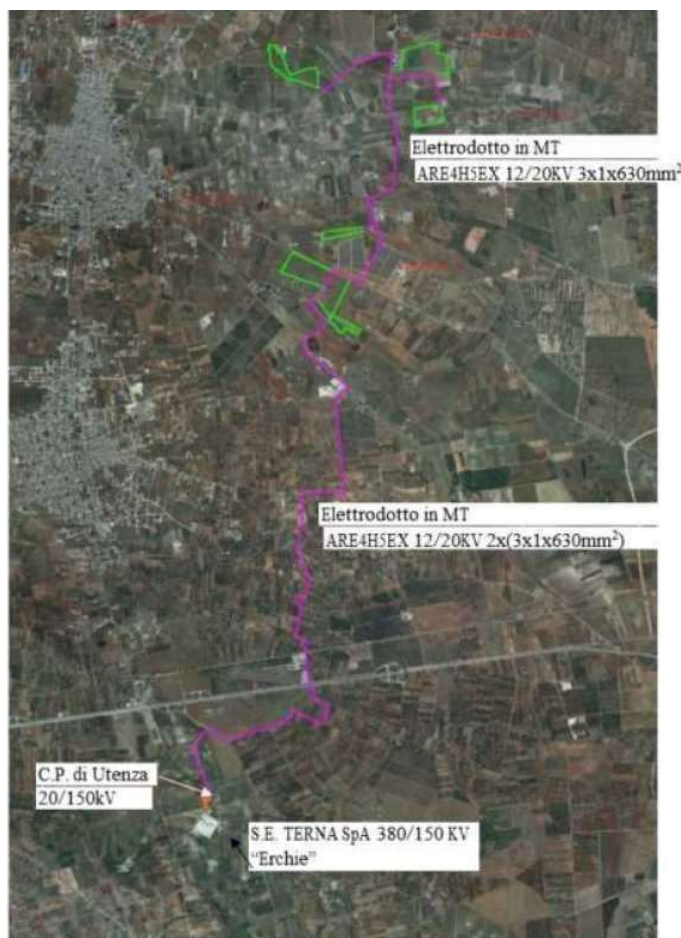 Elettrodotto in MT
ARE4H5EX 12/20KV 3x1x630mm²
Elettrodotto in MT
ARE4H5EX 12/20KV 2x(3x1x630mm²)
C.P. di Utenza
20/150kV
S.E. TERNA SpA 380/150 KV
“Erchie”